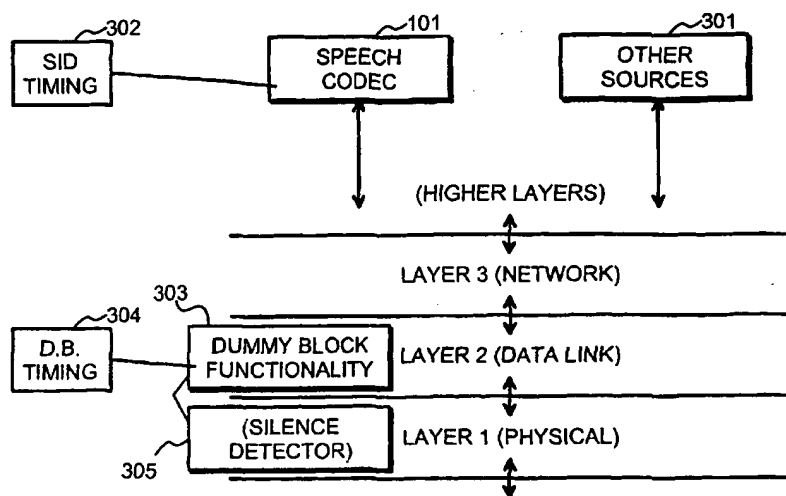 302
SID
TIMING
101
SPEECH
CODEC
301
OTHER
SOURCES
(HIGHER LAYERS)
LAYER 3 (NETWORK)
304
D.B.
TIMING
303
DUMMY BLOCK
FUNCTIONALITY
LAYER 2 (DATA LINK)
(SILENCE
DETECTOR)
305
LAYER 1 (PHYSICAL)